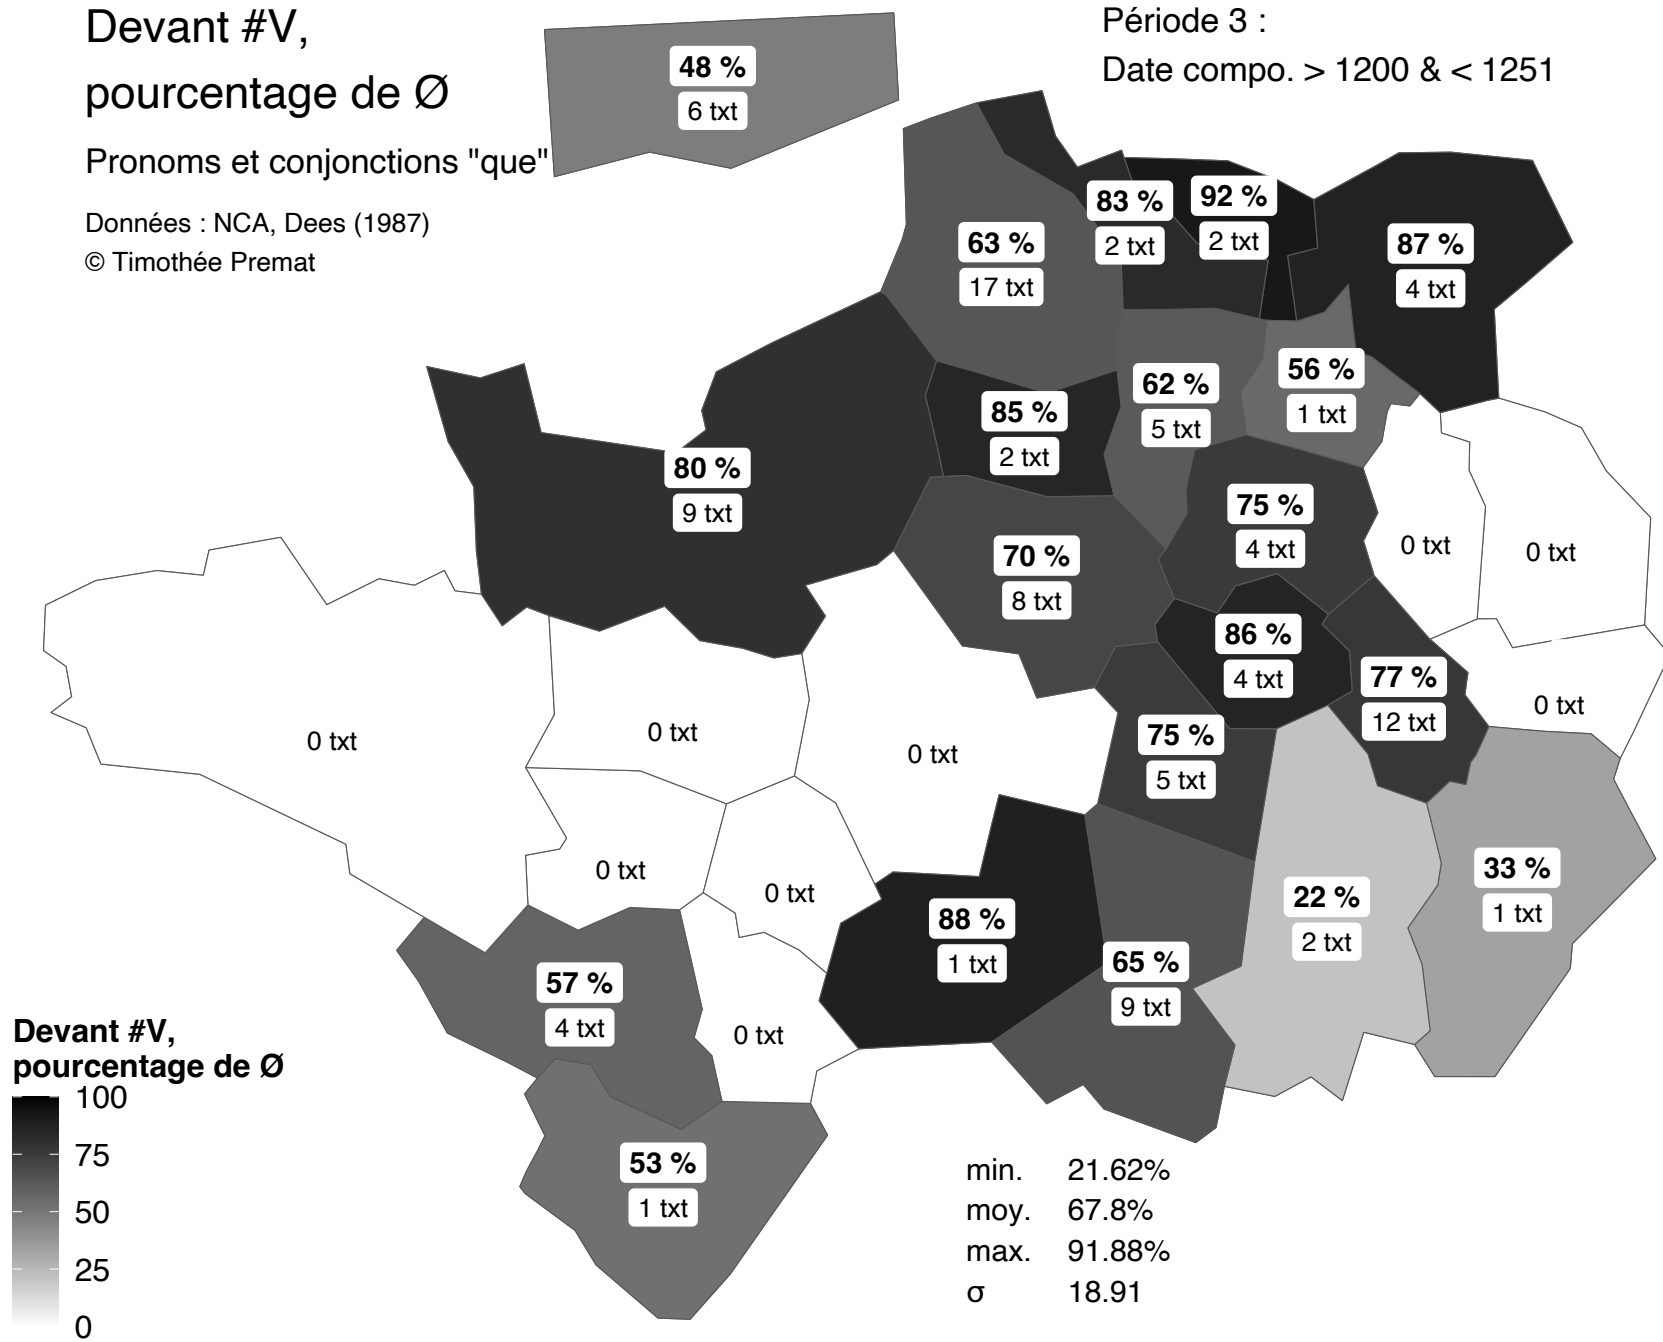 Devant #V,
pourcentage de Ø
Pronoms et conjonctions "que"
Données : NCA, Dees (1987)
© Timothée Premat
Période 3 :
Date compo. > 1200 & < 1251
48 %
6 txt
83 %
2 txt
92 %
2 txt
63 %
17 txt
87 %
4 txt
62 %
5 txt
56 %
1 txt
85 %
2 txt
80 %
9 txt
75 %
4 txt
0 txt
0 txt
70 %
8 txt
86 %
4 txt
77 %
12 txt
0 txt
0 txt
0 txt
0 txt
75 %
5 txt
0 txt
0 txt
88 %
1 txt
22 %
2 txt
33 %
1 txt
65 %
9 txt
57 %
4 txt
0 txt
53 %
1 txt
Devant #V,
pourcentage de Ø
100
75
50
25
0
min. 21.62%
moy. 67.8%
max. 91.88%
σ 18.91